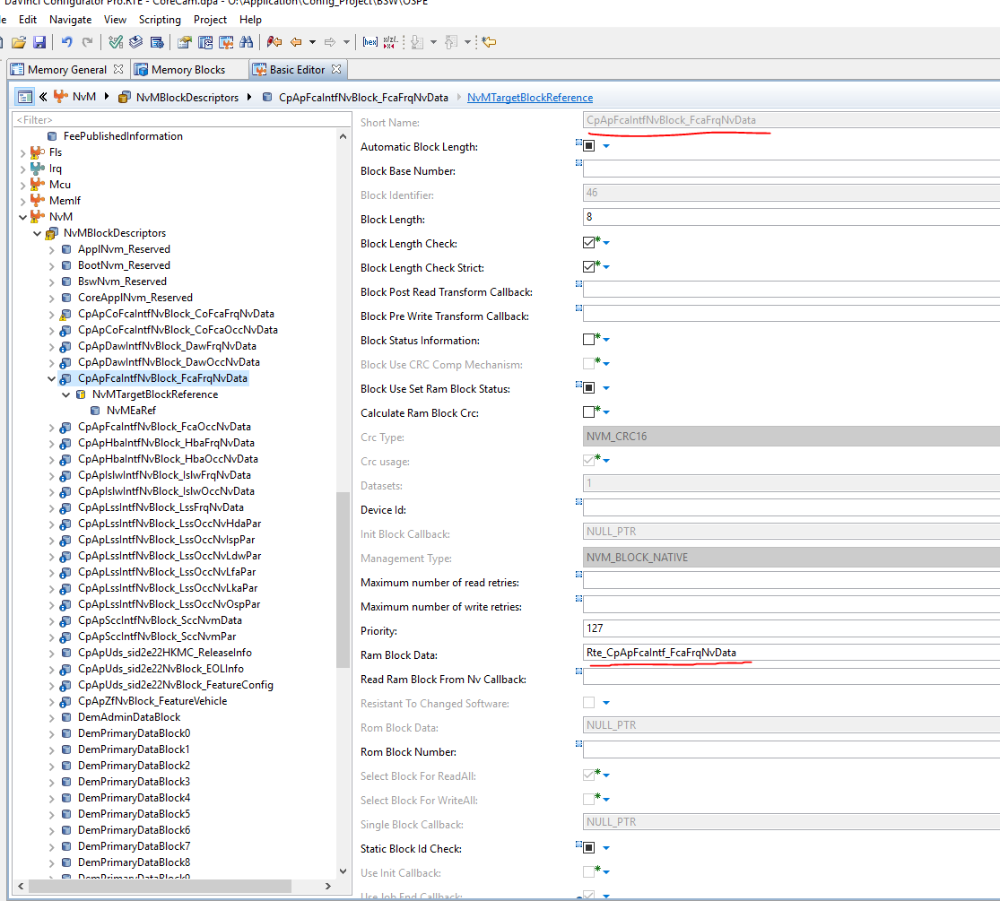 DaVinci Configurator Pro.RTE - CoreCam.dpa - O:\Application\Config_Project\BSW\OSPE
Edit Navigate View Scripting Project Help
Memory General
Memory Blocks
Basic Editor
NvM
NvMBlockDescriptors
CpApFcaIntfNvBlock_FcaFrqNvData
NvMTargetBlockReference
<Filter>
FeePublishedInformation
Fls
Irq
Mcu
MemIf
NvM
NvMBlockDescriptors
ApplNvm_Reserved
BootNvm_Reserved
BswNvm_Reserved
CoreApplNvm_Reserved
CpApCoFcaIntfNvBlock_CoFcaFrqNvData
CpApCoFcaIntfNvBlock_CoFcaOccNvData
CpApDawIntfNvBlock_DawFrqNvData
CpApDawIntfNvBlock_DawOccNvData
CpApFcaIntfNvBlock_FcaFrqNvData
NvMTargetBlockReference
NvMEaRef
CpApFcaIntfNvBlock_FcaOccNvData
CpApHbaIntfNvBlock_HbaFrqNvData
CpApHbaIntfNvBlock_HbaOccNvData
CpApIslwIntfNvBlock_IslwFrqNvData
CpApIslwIntfNvBlock_IslwOccNvData
CpApLssIntfNvBlock_LssFrqNvData
CpApLssIntfNvBlock_LssOccNvHdaPar
CpApLssIntfNvBlock_LssOccNvIspPar
CpApLssIntfNvBlock_LssOccNvLdwPar
CpApLssIntfNvBlock_LssOccNvLfaPar
CpApLssIntfNvBlock_LssOccNvLkaPar
CpApLssIntfNvBlock_LssOccNvOspPar
CpApSccIntfNvBlock_SccNvmData
CpApSccIntfNvBlock_SccNvmPar
CpApUds_sid2e22HKMC_ReleaseInfo
CpApUds_sid2e22NvBlock_EOLInfo
CpApUds_sid2e22NvBlock_FeatureConfig
CpApZfNvBlock_FeatureVehicle
DemAdminDataBlock
DemPrimaryDataBlock0
DemPrimaryDataBlock1
DemPrimaryDataBlock2
DemPrimaryDataBlock3
DemPrimaryDataBlock4
DemPrimaryDataBlock5
DemPrimaryDataBlock6
DemPrimaryDataBlock7
DemPrimaryDataBlock8
DemPrimaryDataBlock9
Short Name: CpApFcaIntfNvBlock_FcaFrqNvData
Automatic Block Length:
Block Base Number:
Block Identifier: 46
Block Length: 8
Block Length Check:
Block Length Check Strict:
Block Post Read Transform Callback:
Block Pre Write Transform Callback:
Block Status Information:
Block Use CRC Comp Mechanism:
Block Use Set Ram Block Status:
Calculate Ram Block Crc:
Crc Type: NVM_CRC16
Crc usage:
Datasets: 1
Device Id:
Init Block Callback: NULL_PTR
Management Type: NVM_BLOCK_NATIVE
Maximum number of read retries:
Maximum number of write retries:
Priority: 127
Ram Block Data: Rte_CpApFcaIntf_FcaFrqNvData
Read Ram Block From Nv Callback:
Resistant To Changed Software:
Rom Block Data: NULL_PTR
Rom Block Number:
Select Block For ReadAll:
Select Block For WriteAll:
Single Block Callback: NULL_PTR
Static Block Id Check:
Use Init Callback:
Use Job End Callback: